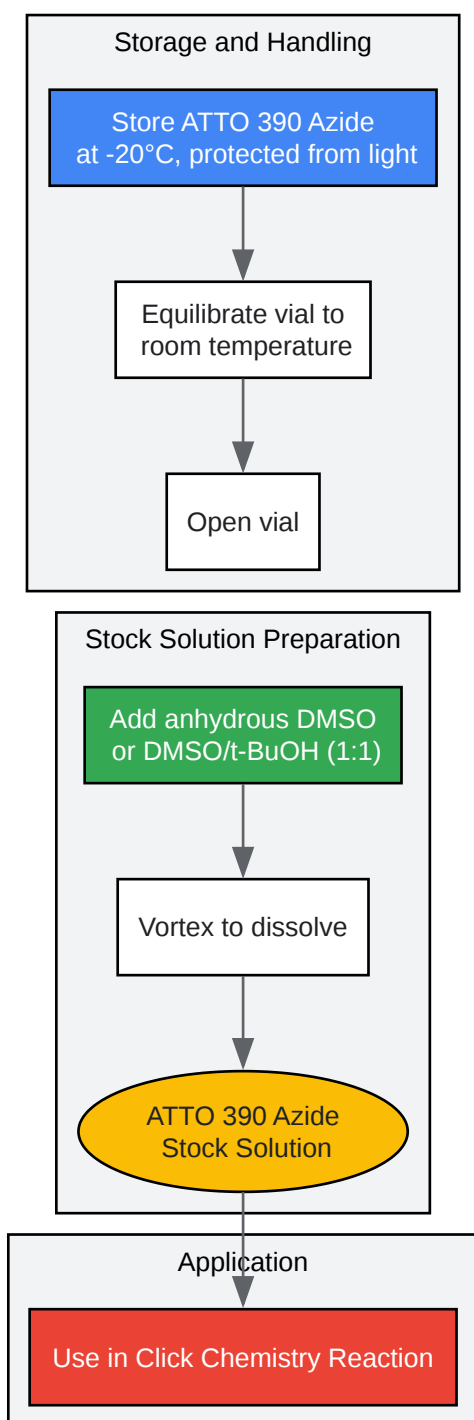 Storage and Handling
Store ATTO 390 Azide
at -20°C, protected from light
Equilibrate vial to
room temperature
Open vial
Stock Solution Preparation
Add anhydrous DMSO
or DMSO/t-BuOH (1:1)
Vortex to dissolve
ATTO 390 Azide
Stock Solution
Application
Use in Click Chemistry Reaction